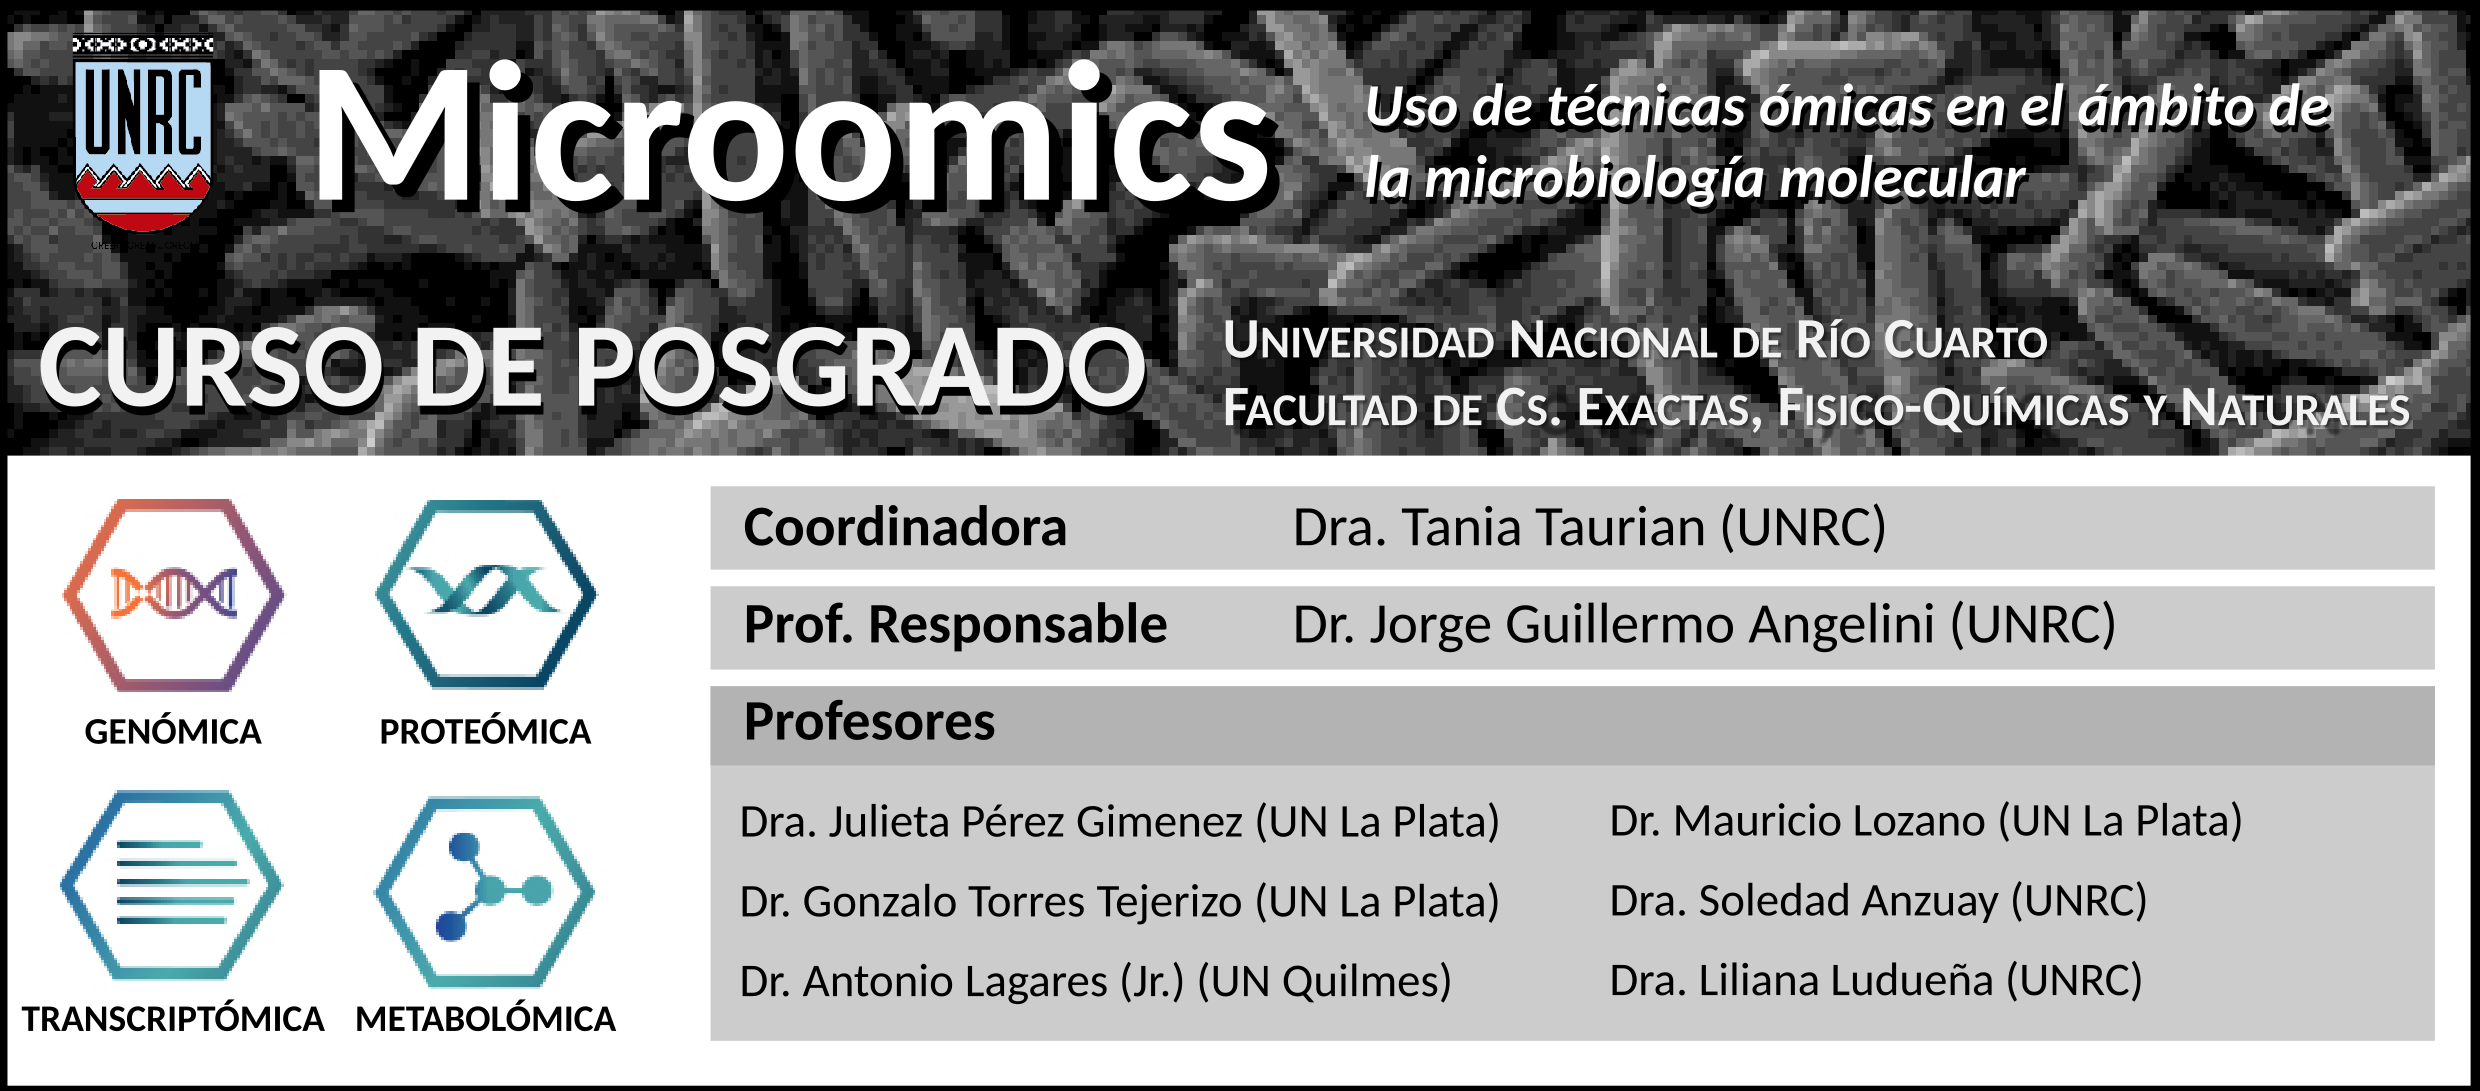 UNRC
Microomics
Uso de técnicas ómicas en el ámbito de
la microbiología molecular
CURSO DE POSGRADO
UNIVERSIDAD NACIONAL DE RÍO CUARTO
FACULTAD DE CS. EXACTAS, FISICO-QUÍMICAS Y NATURALES
GENÓMICA
PROTEÓMICA
TRANSCRIPTÓMICA
METABOLÓMICA
Coordinadora Dra. Tania Taurian (UNRC)
Prof. Responsable Dr. Jorge Guillermo Angelini (UNRC)
Profesores
Dra. Julieta Pérez Gimenez (UN La Plata)
Dr. Mauricio Lozano (UN La Plata)
Dr. Gonzalo Torres Tejerizo (UN La Plata)
Dra. Soledad Anzuay (UNRC)
Dr. Antonio Lagares (Jr.) (UN Quilmes)
Dra. Liliana Ludueña (UNRC)